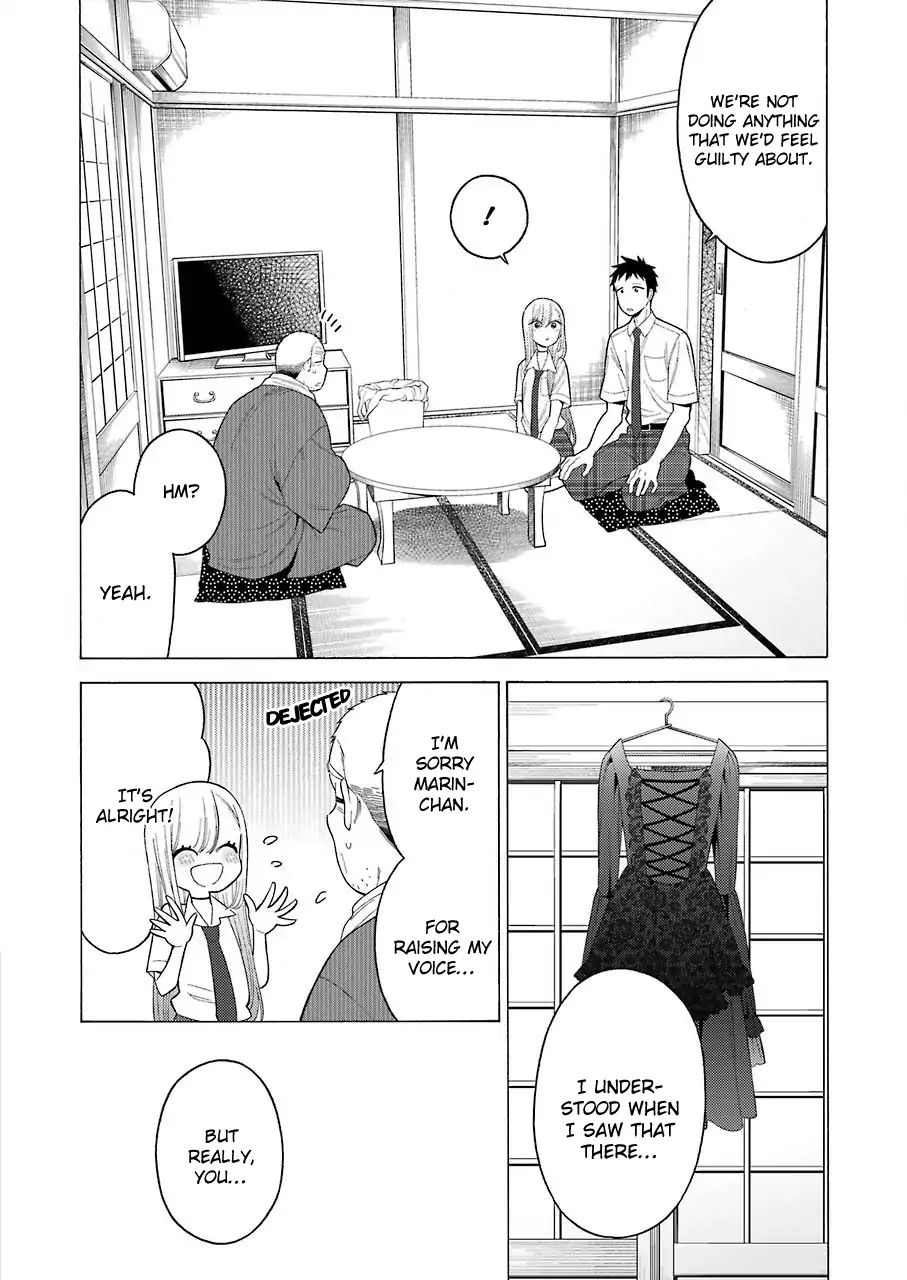 WE'RE NOT
DOING ANYTHING
THAT WE'D FEEL
GUILTY ABOUT.
!
HM?
YEAH.
I UNDER-
STOOD WHEN
I SAW THAT
THERE...
I'M
SORRY
MARIN-
CHAN.
FOR
RAISING MY
VOICE...
DEJECTED
IT'S
ALRIGHT!
BUT
REALLY,
YOU...